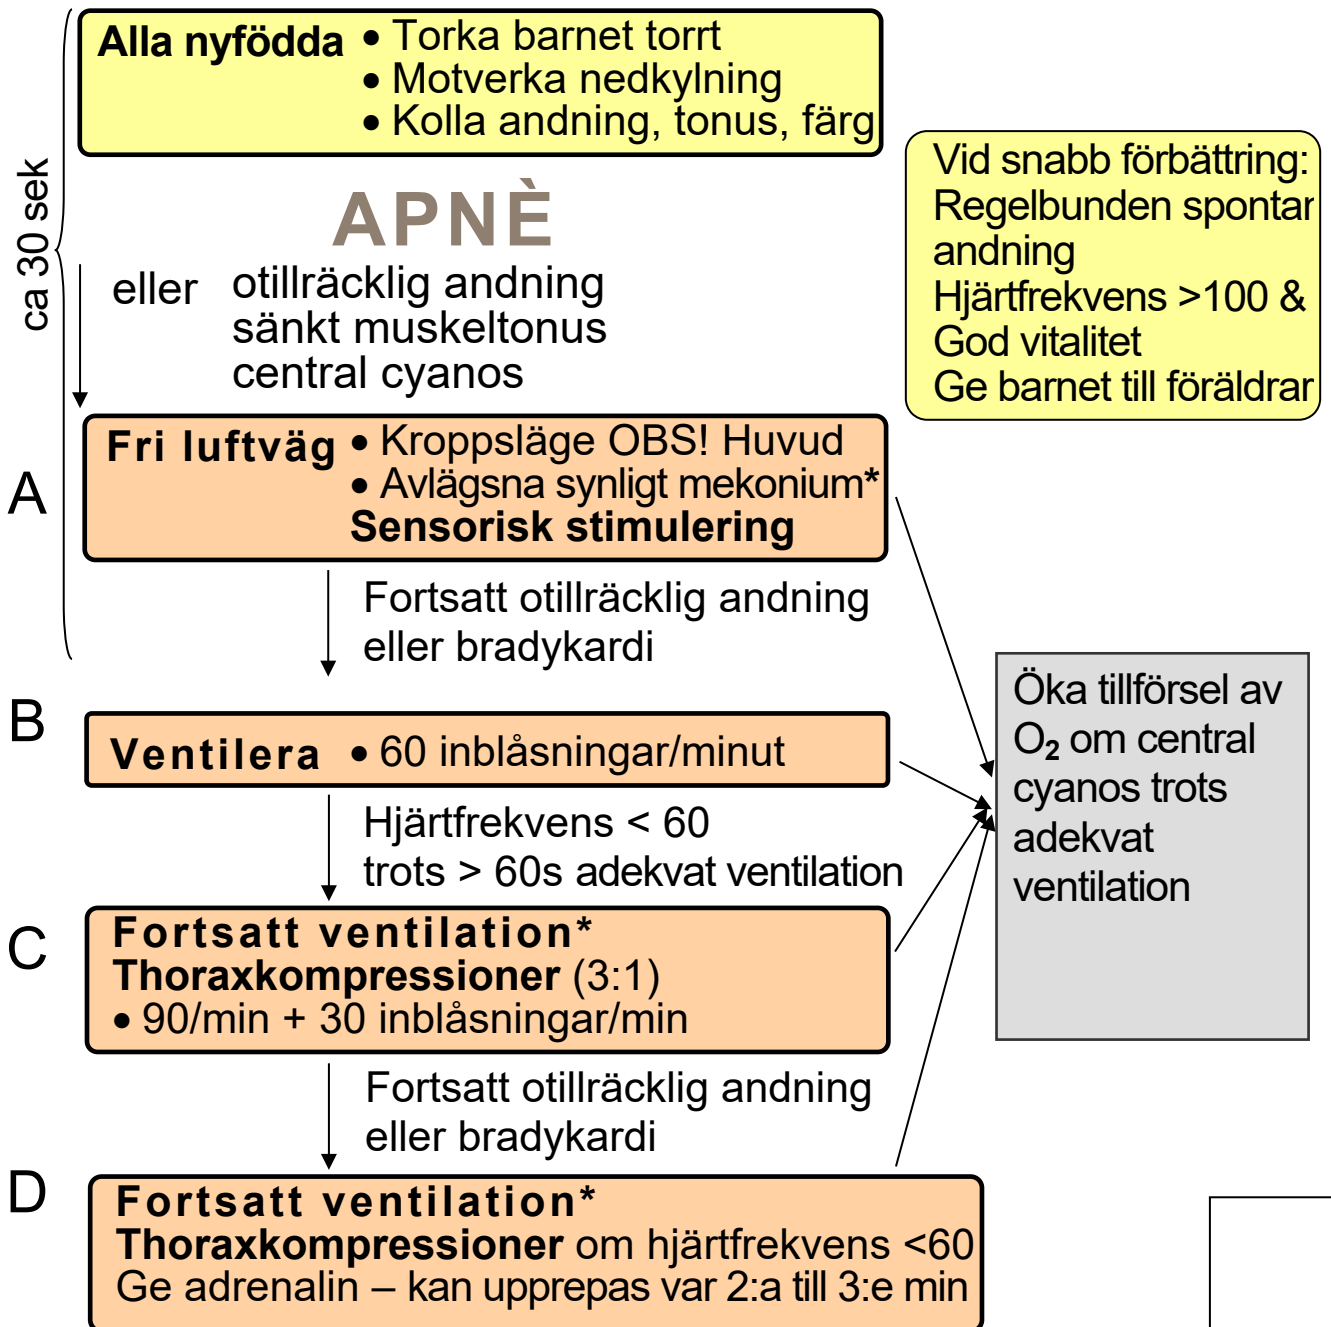 Alla nyfödda • Torka barnet torrt
• Motverka nedkylning
• Kolla andning, tonus, färg
ca 30 sek
APNÈ
eller otillräcklig andning
sänkt muskeltonus
central cyanos
Vid snabb förbättring:
Regelbunden spontan
andning
Hjärtfrekvens >100 &
God vitalitet
Ge barnet till föräldrar
A
Fri luftväg • Kroppsläge OBS! Huvud
• Avlägsna synligt mekonium*
Sensorisk stimulering
Fortsatt otillräcklig andning
eller bradykardi
B
Ventilera • 60 inblåsningar/minut
Hjärtfrekvens < 60
trots > 60s adekvat ventilation
Öka tillförsel av
O₂ om central
cyanos trots
adekvat
ventilation
C
Fortsatt ventilation*
Thoraxkompressioner (3:1)
• 90/min + 30 inblåsningar/min
Fortsatt otillräcklig andning
eller bradykardi
D
Fortsatt ventilation*
Thoraxkompressioner om hjärtfrekvens <60
Ge adrenalin – kan upprepas var 2:a till 3:e min